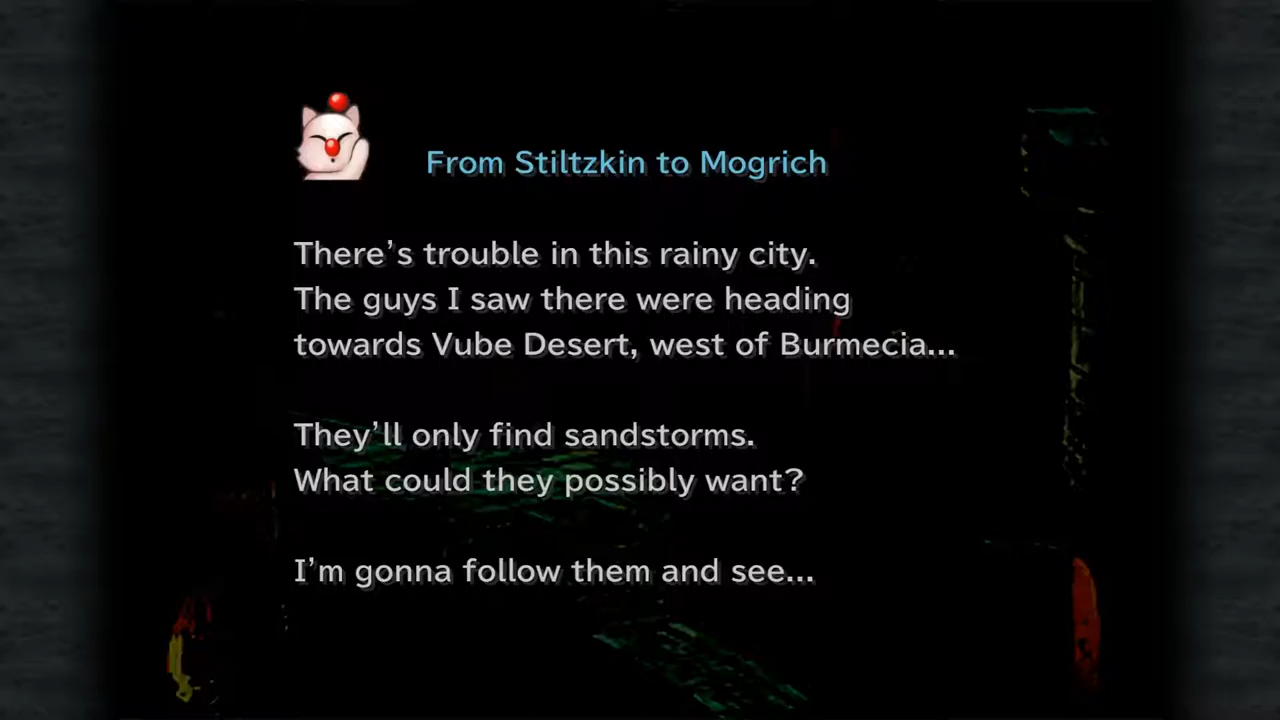 From Stiltzkin to Mogrich
There's trouble in this rainy city.
The guys I saw there were heading
towards Vube Desert, west of Burmecia...
They'll only find sandstorms.
What could they possibly want?
I'm gonna follow them and see...